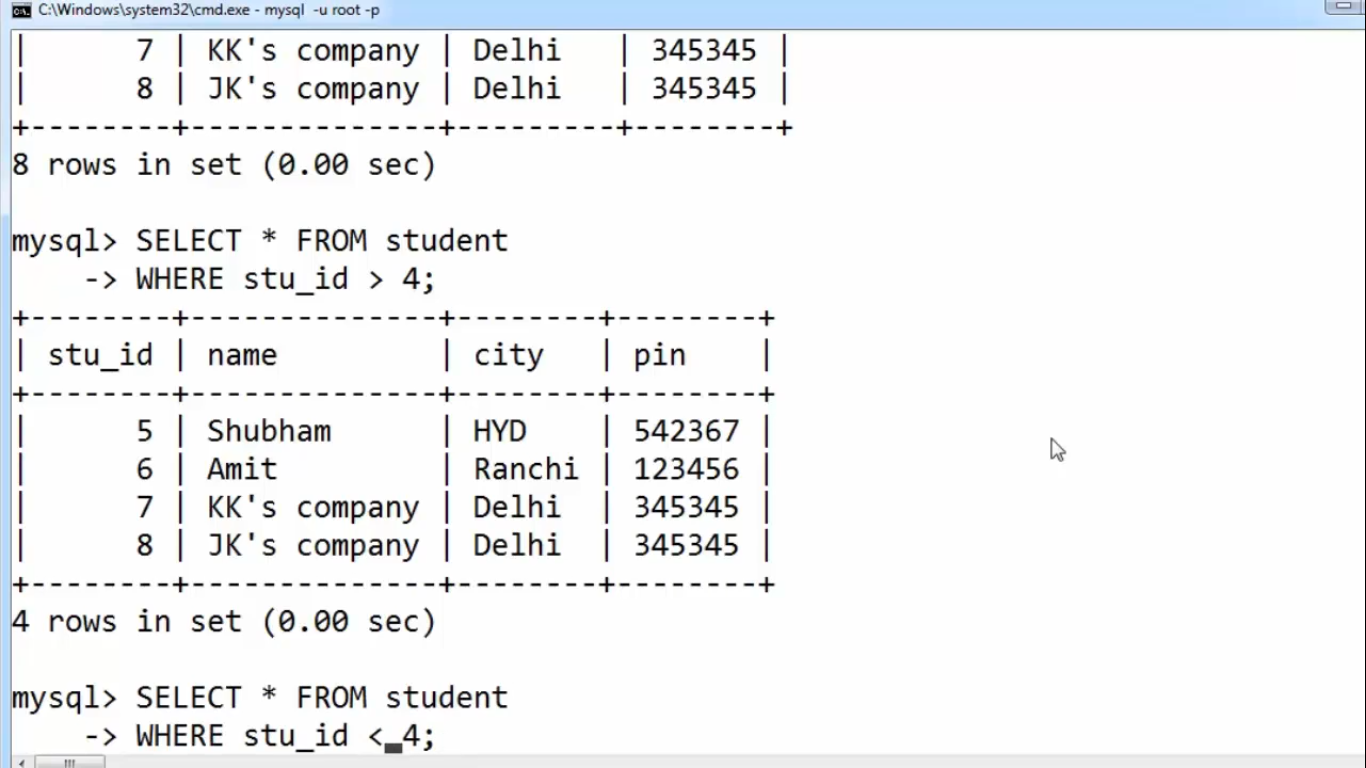 C:\Windows\system32\cmd.exe - mysql  -u root -p
|      7 | KK's company | Delhi   | 345345 |
|      8 | JK's company | Delhi   | 345345 |
+--------+--------------+---------+--------+
8 rows in set (0.00 sec)
mysql> SELECT * FROM student
    -> WHERE stu_id > 4;
+--------+--------------+--------+--------+
| stu_id | name         | city   | pin    |
+--------+--------------+--------+--------+
|      5 | Shubham      | HYD    | 542367 |
|      6 | Amit         | Ranchi | 123456 |
|      7 | KK's company | Delhi  | 345345 |
|      8 | JK's company | Delhi  | 345345 |
+--------+--------------+--------+--------+
4 rows in set (0.00 sec)
mysql> SELECT * FROM student
    -> WHERE stu_id < 4;